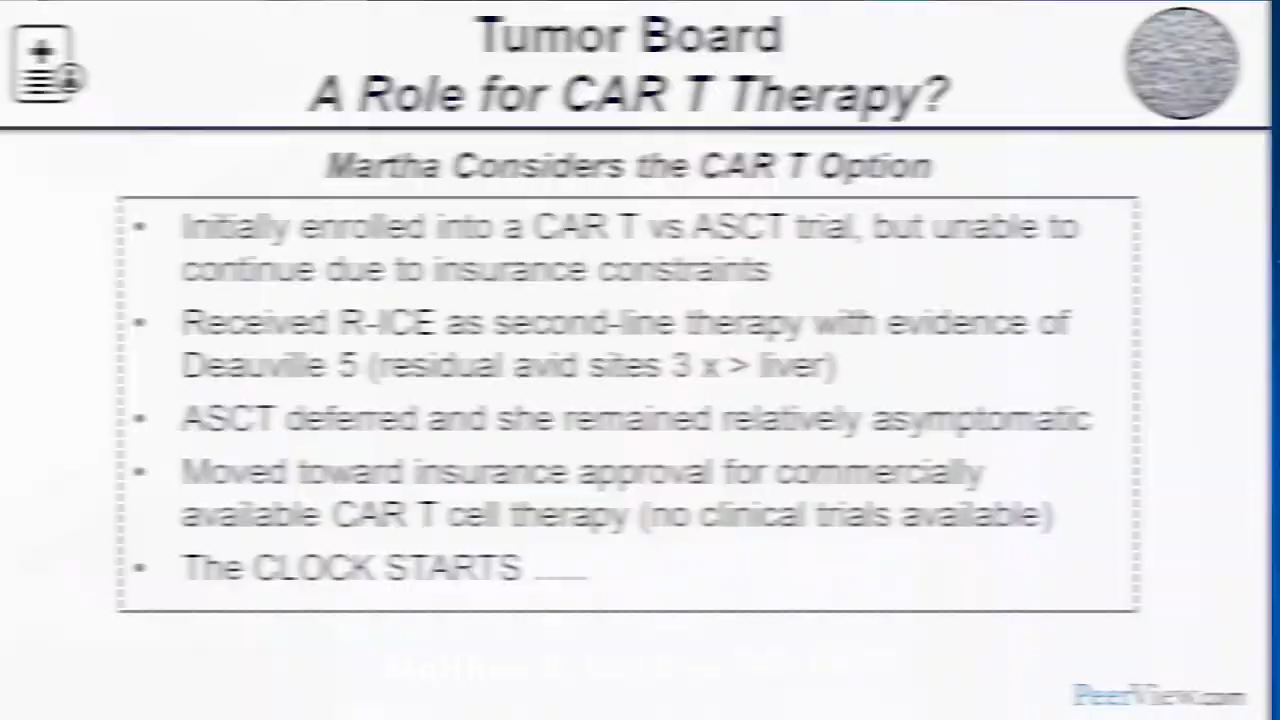 Tumor Board
A Role for CAR T Therapy?
Martha Considers the CAR T Option
• Initially enrolled into a CAR T vs ASCT trial, but unable to
continue due to insurance constraints
• Received R-ICE as second-line therapy with evidence of
Deauville 5 (residual avid sites 3 x > liver)
• ASCT deferred and she remained relatively asymptomatic
• Moved toward insurance approval for commercially
available CAR T cell therapy (no clinical trials available)
• The CLOCK STARTS ......
PeerView.com